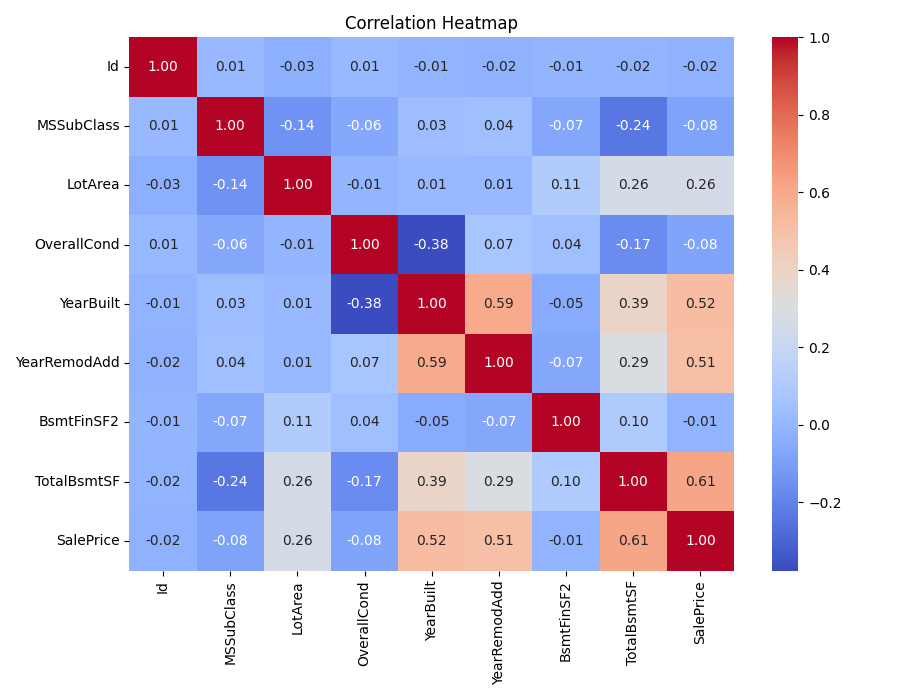 Correlation Heatmap
Id 1.00 0.01 -0.03 0.01 -0.01 -0.02 -0.01 -0.02 -0.02
MSSubClass 0.01 1.00 -0.14 -0.06 0.03 0.04 -0.07 -0.24 -0.08
LotArea -0.03 -0.14 1.00 -0.01 0.01 0.01 0.11 0.26 0.26
OverallCond 0.01 -0.06 -0.01 1.00 -0.38 0.07 0.04 -0.17 -0.08
YearBuilt -0.01 0.03 0.01 -0.38 1.00 0.59 -0.05 0.39 0.52
YearRemodAdd -0.02 0.04 0.01 0.07 0.59 1.00 -0.07 0.29 0.51
BsmtFinSF2 -0.01 -0.07 0.11 0.04 -0.05 -0.07 1.00 0.10 -0.01
TotalBsmtSF -0.02 -0.24 0.26 -0.17 0.39 0.29 0.10 1.00 0.61
SalePrice -0.02 -0.08 0.26 -0.08 0.52 0.51 -0.01 0.61 1.00
Id MSSubClass LotArea OverallCond YearBuilt YearRemodAdd BsmtFinSF2 TotalBsmtSF SalePrice
1.0
0.8
0.6
0.4
0.2
0.0
−0.2